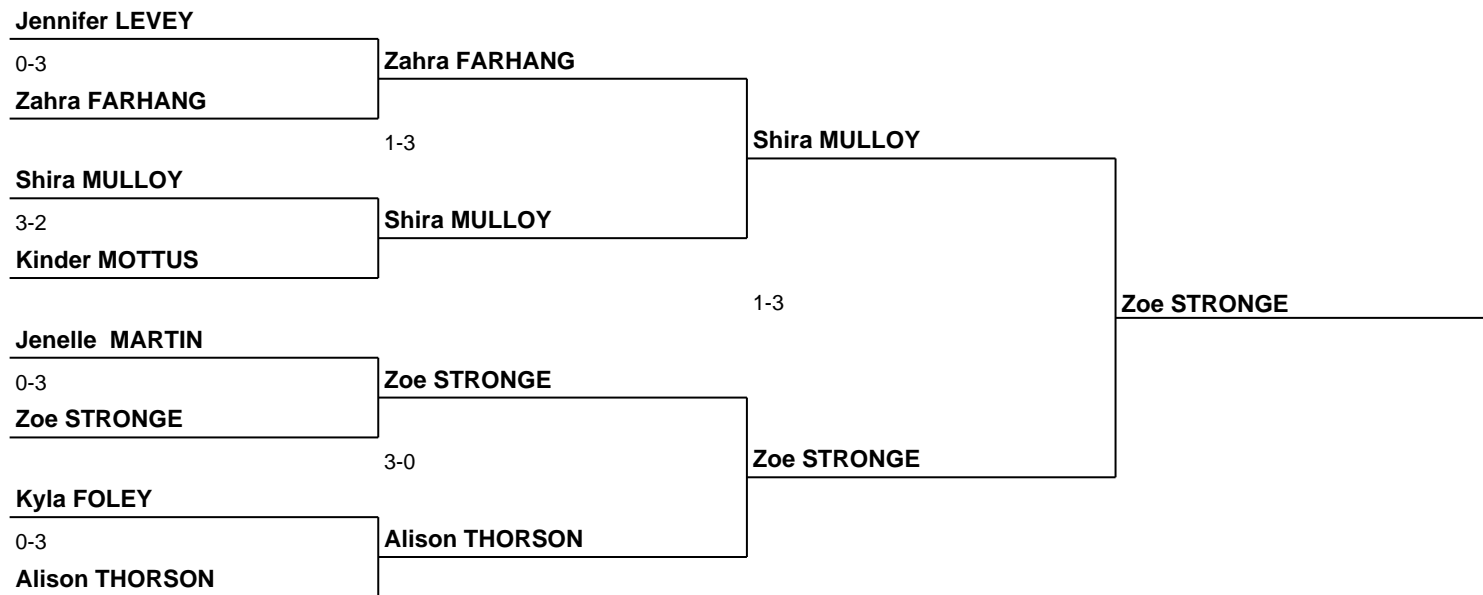 Jennifer LEVEY
0-3
Zahra FARHANG
Zahra FARHANG
1-3
Shira MULLOY
Shira MULLOY
3-2
Shira MULLOY
Kinder MOTTUS
1-3
Zoe STRONGE
Jenelle MARTIN
0-3
Zoe STRONGE
Zoe STRONGE
3-0
Zoe STRONGE
Kyla FOLEY
0-3
Alison THORSON
Alison THORSON